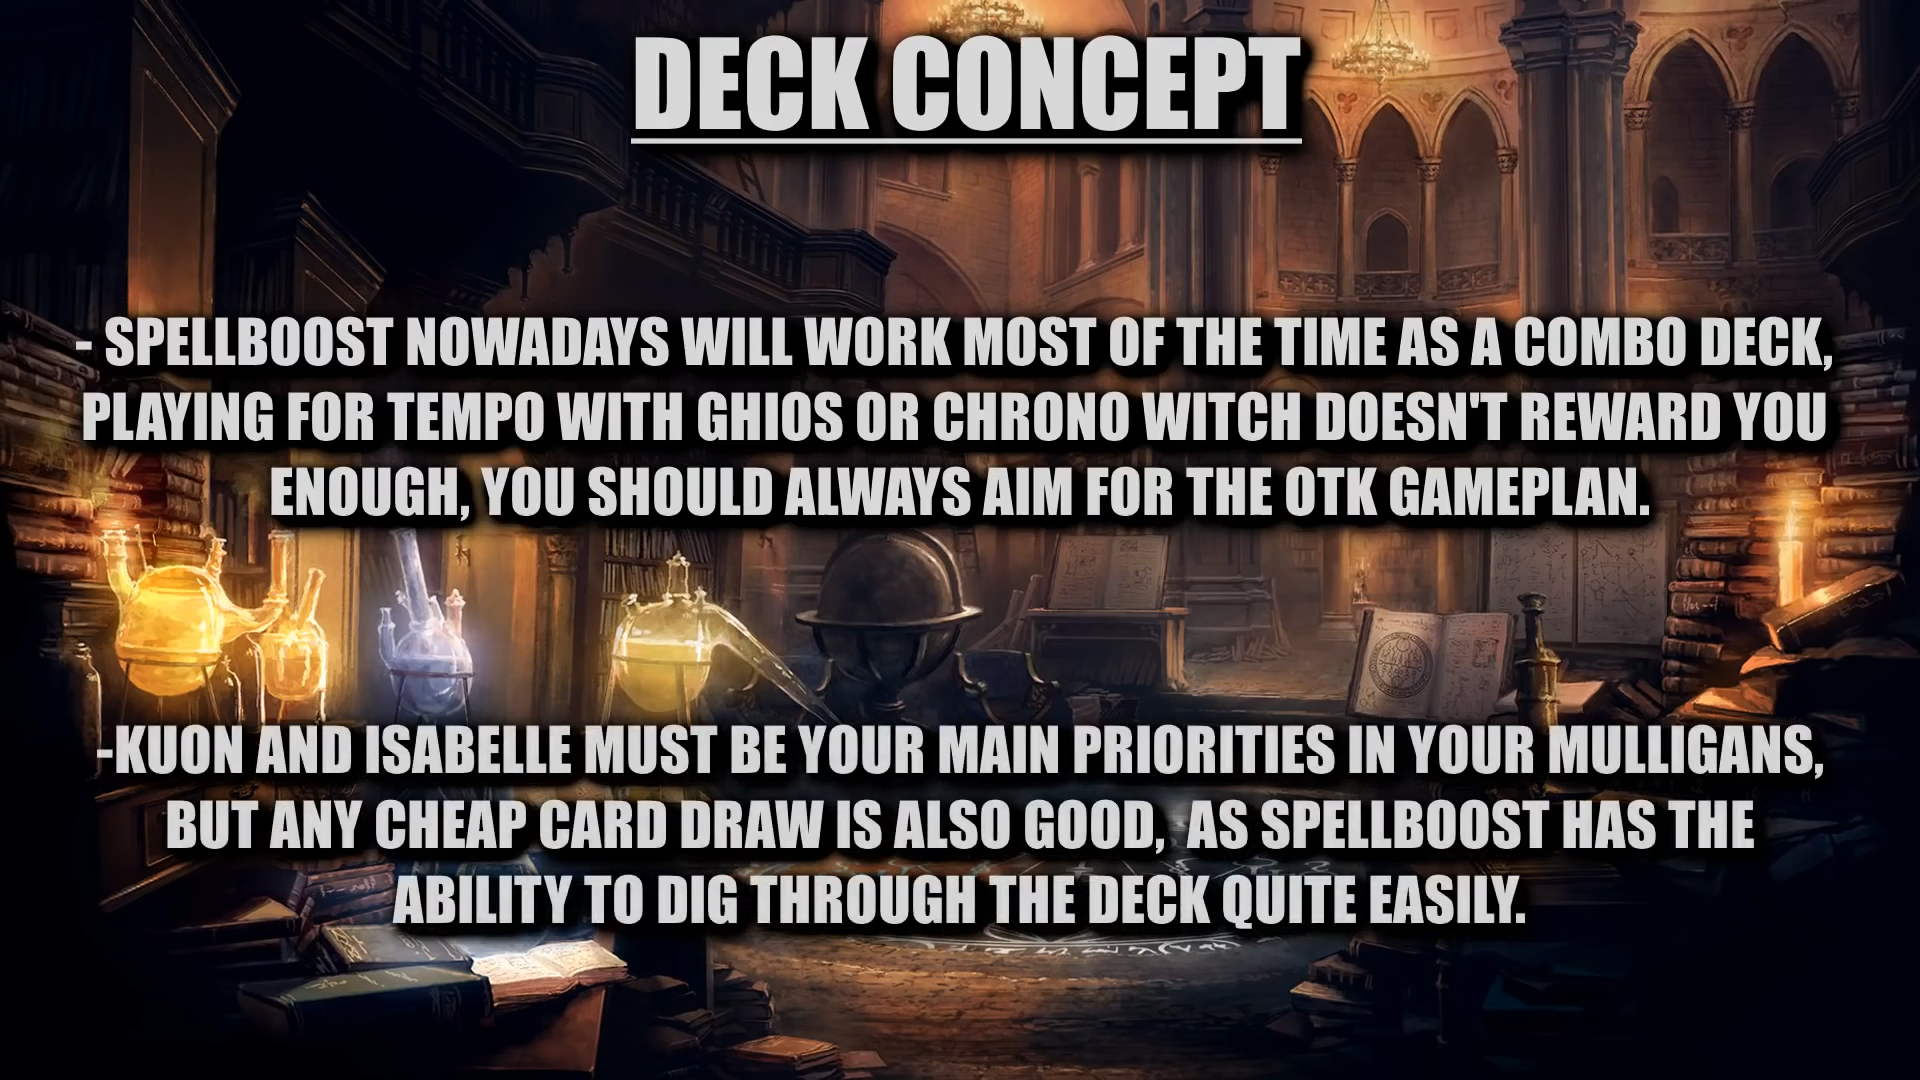 DECK CONCEPT
- SPELLBOOST NOWADAYS WILL WORK MOST OF THE TIME AS A COMBO DECK,
PLAYING FOR TEMPO WITH GHIOS OR CHRONO WITCH DOESN'T REWARD YOU
ENOUGH, YOU SHOULD ALWAYS AIM FOR THE OTK GAMEPLAN.
-KUON AND ISABELLE MUST BE YOUR MAIN PRIORITIES IN YOUR MULLIGANS,
BUT ANY CHEAP CARD DRAW IS ALSO GOOD,  AS SPELLBOOST HAS THE
ABILITY TO DIG THROUGH THE DECK QUITE EASILY.